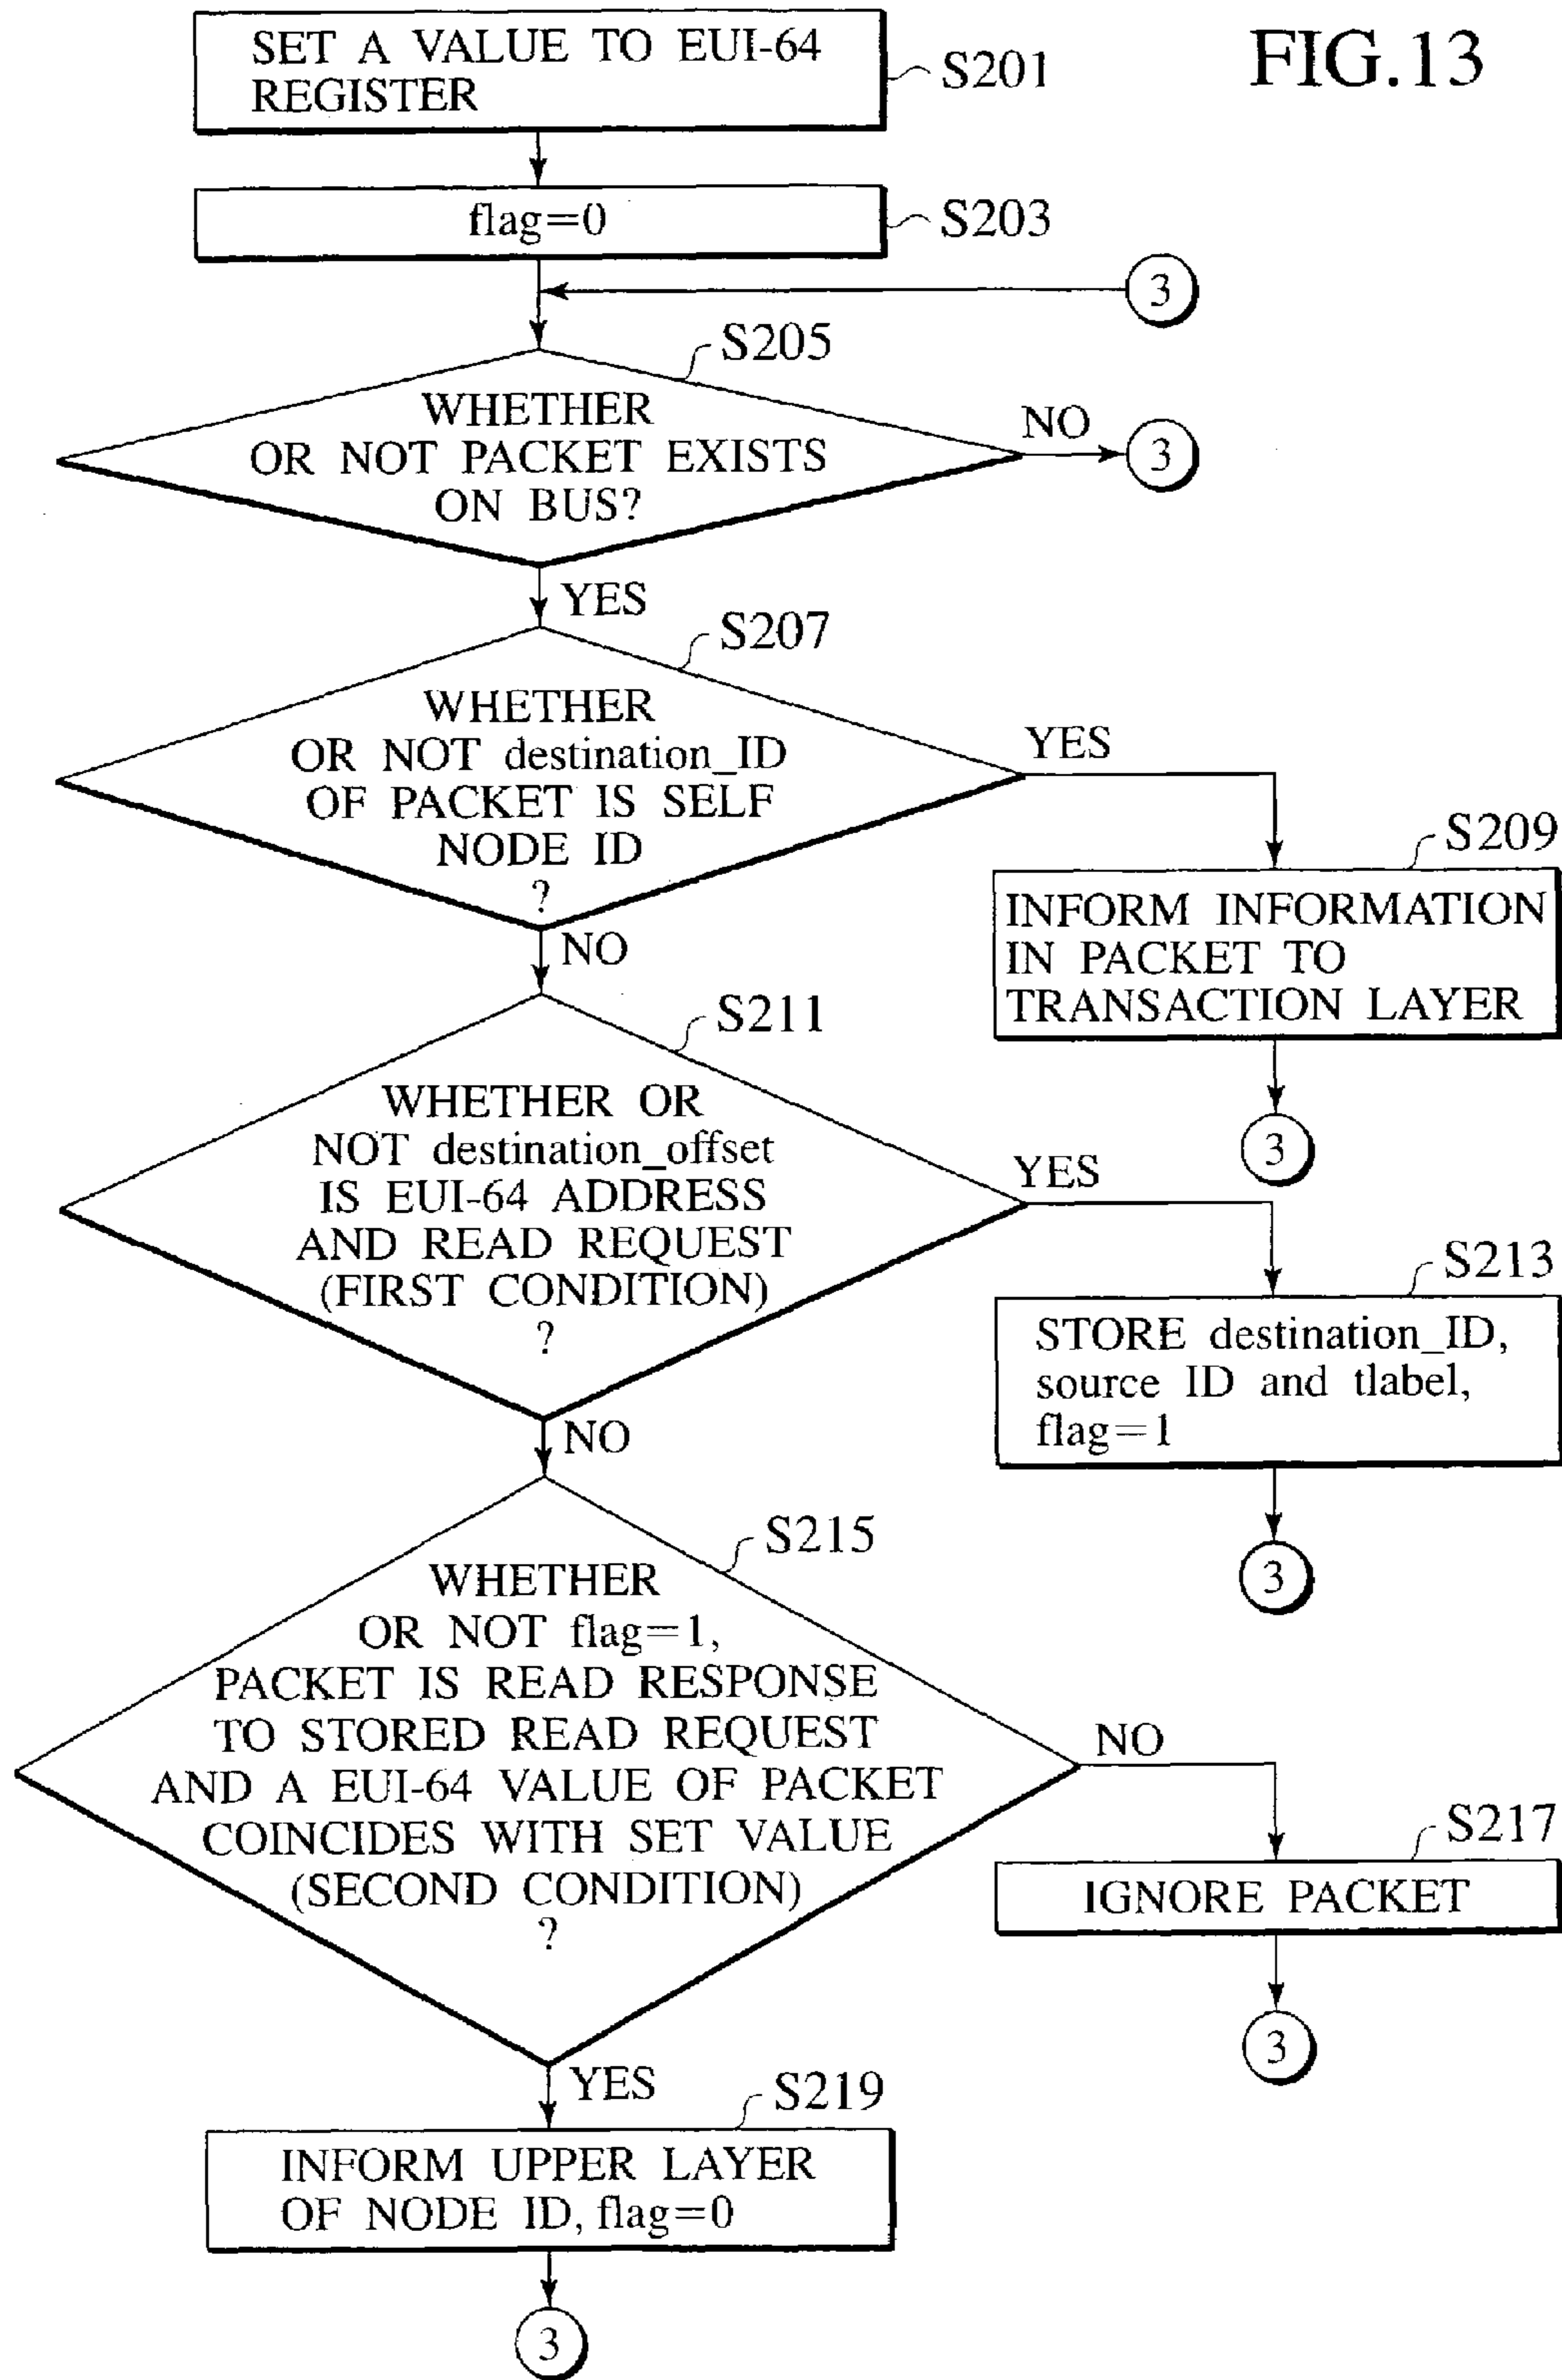 FIG.13
SET A VALUE TO EUI-64
REGISTER
S201
flag=0
S203
3
S205
WHETHER
OR NOT PACKET EXISTS
ON BUS?
NO
3
YES
S207
WHETHER
OR NOT destination_ID
OF PACKET IS SELF
NODE ID
?
YES
S209
INFORM INFORMATION
IN PACKET TO
TRANSACTION LAYER
3
NO
S211
WHETHER OR
NOT destination_offset
IS EUI-64 ADDRESS
AND READ REQUEST
(FIRST CONDITION)
?
YES
S213
STORE destination_ID,
source ID and tlabel,
flag=1
3
NO
S215
WHETHER
OR NOT flag=1,
PACKET IS READ RESPONSE
TO STORED READ REQUEST
AND A EUI-64 VALUE OF PACKET
COINCIDES WITH SET VALUE
(SECOND CONDITION)
?
NO
S217
IGNORE PACKET
3
YES
S219
INFORM UPPER LAYER
OF NODE ID, flag=0
3